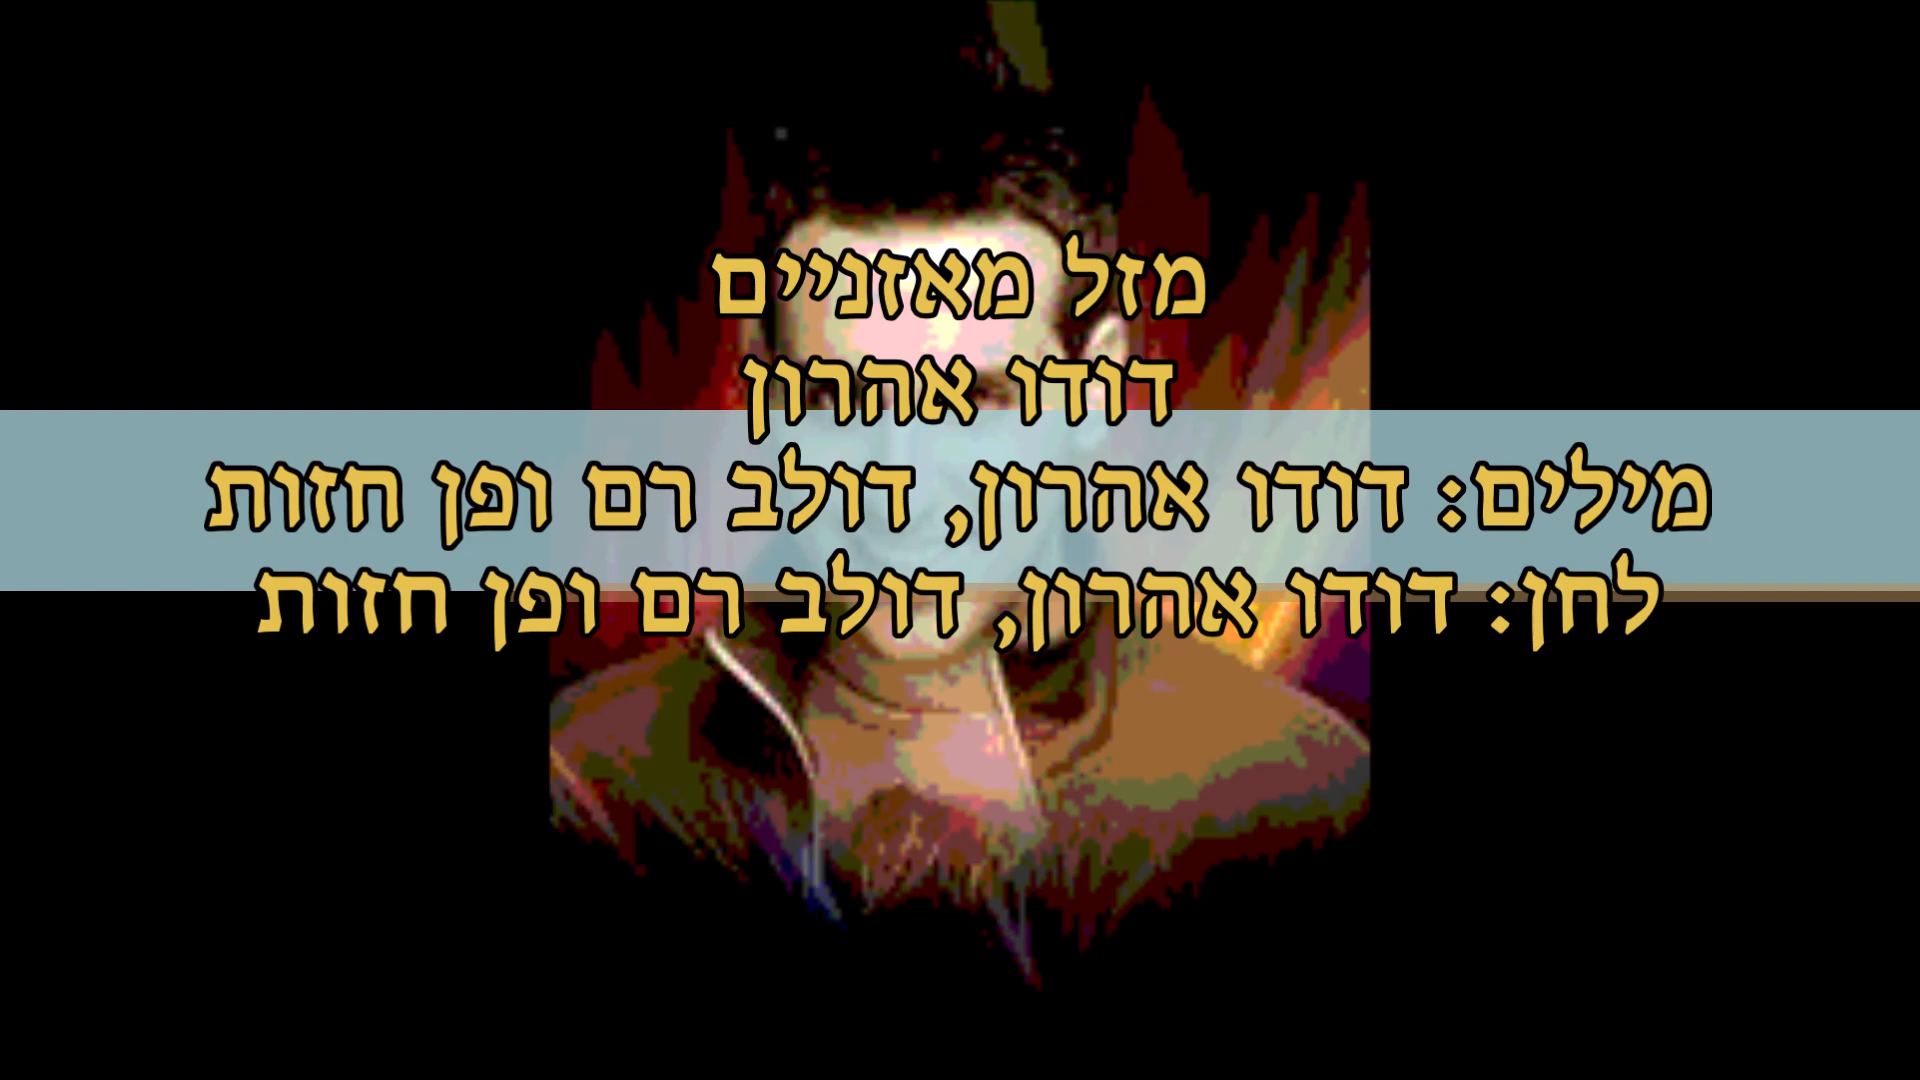 מזל מאזניים
דודו אהרון
מילים: דודו אהרון, דולב רם ופן חזות
לחן: דודו אהרון, דולב רם ופן חזות